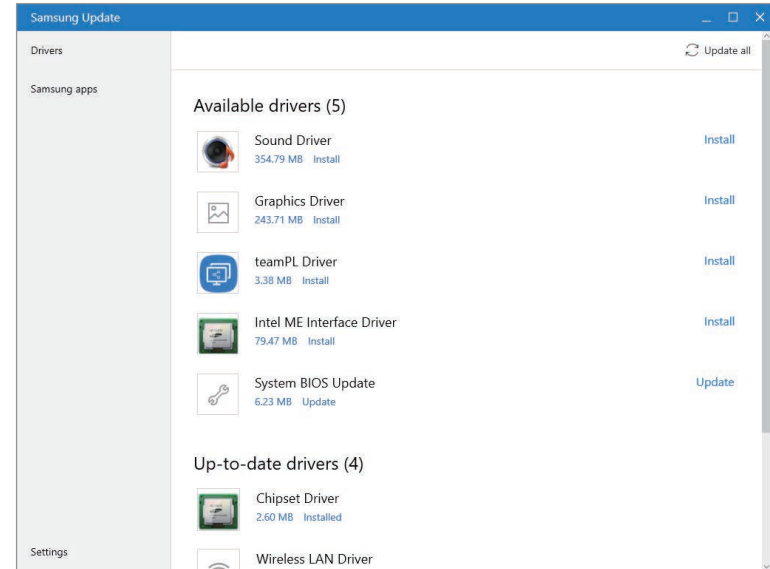 Samsung Update
Drivers
Update all
Samsung apps
Available drivers (5)
Sound Driver
354.79 MB Install
Install
Graphics Driver
243.71 MB Install
Install
teamPL Driver
3.38 MB Install
Install
Intel ME Interface Driver
79.47 MB Install
Install
System BIOS Update
6.23 MB Update
Update
Up-to-date drivers (4)
Chipset Driver
2.60 MB Installed
Wireless LAN Driver
Settings